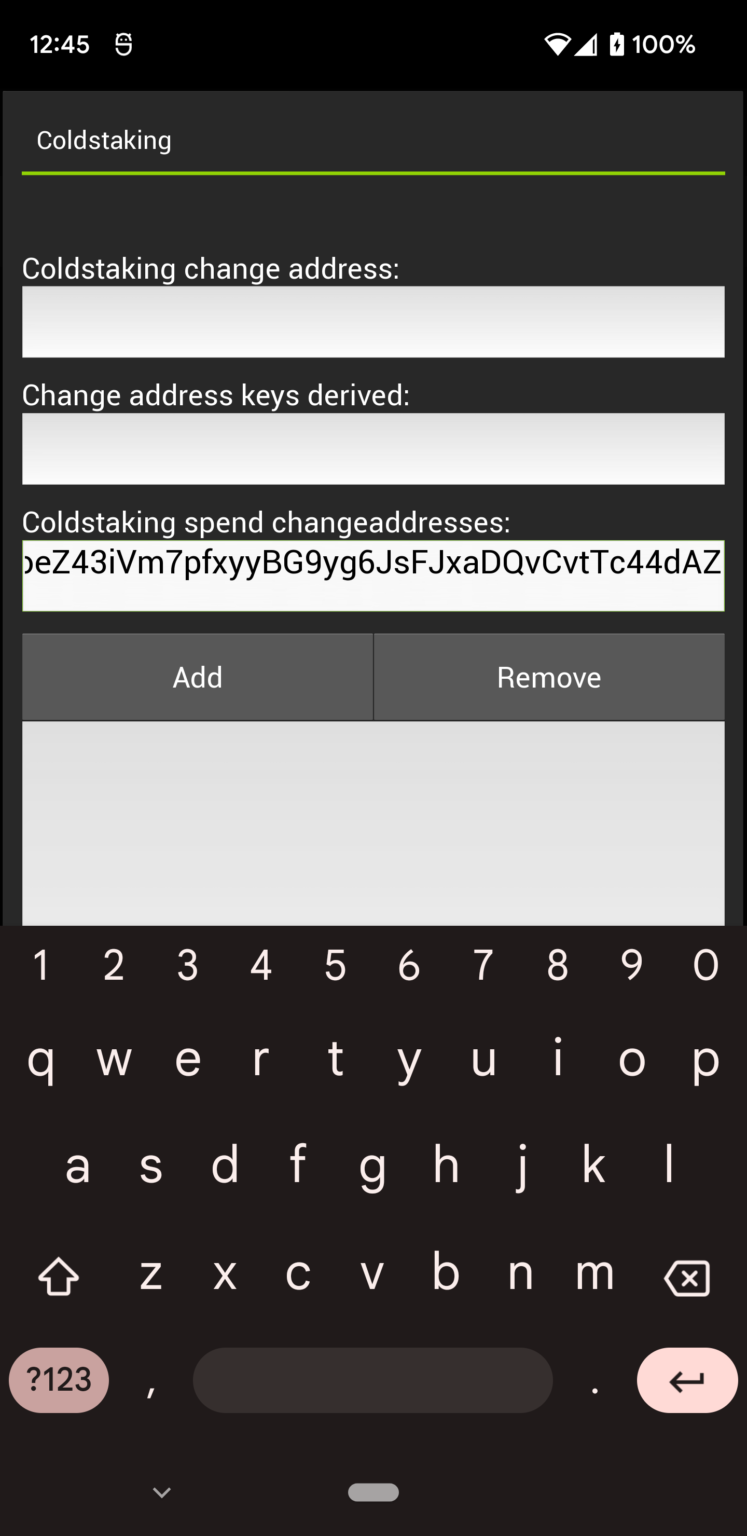 12:45 100%
Coldstaking
Coldstaking change address:
Change address keys derived:
Coldstaking spend changeaddresses:
eZ43iVm7pfxyyBG9yg6JsFJxaDQvCvtTc44dAZ
Add Remove
1 2 3 4 5 6 7 8 9 0
q w e r t y u i o p
a s d f g h j k l
z x c v b n m
?123 , .